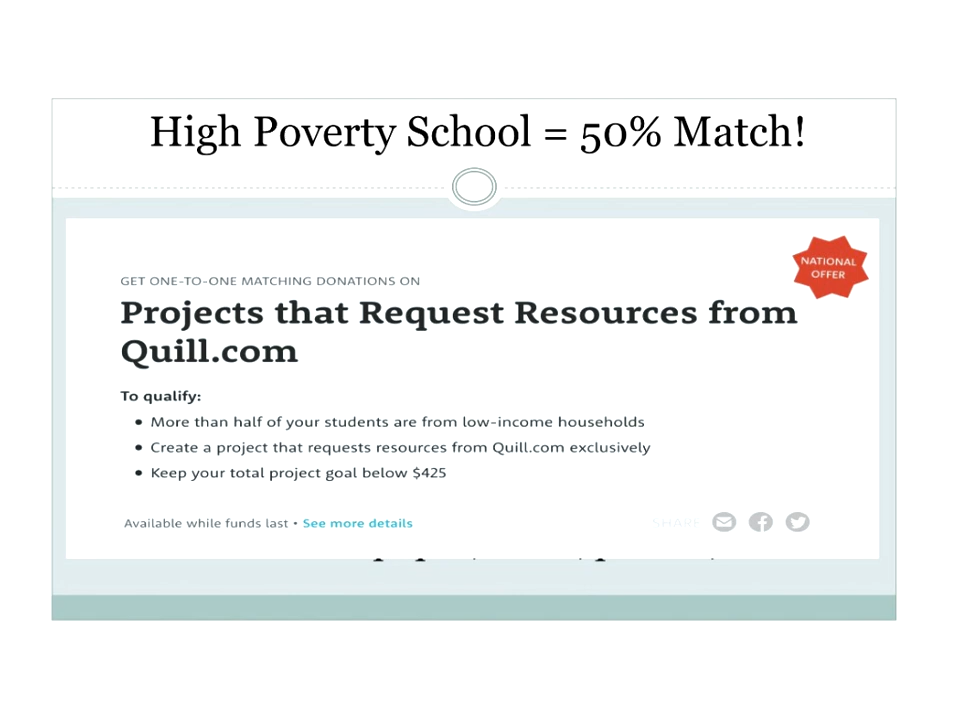 High Poverty School = 50% Match!
NATIONAL
OFFER
GET ONE-TO-ONE MATCHING DONATIONS ON
Projects that Request Resources from
Quill.com
To qualify:
• More than half of your students are from low-income households
• Create a project that requests resources from Quill.com exclusively
• Keep your total project goal below $425
Available while funds last • See more details
SHARE